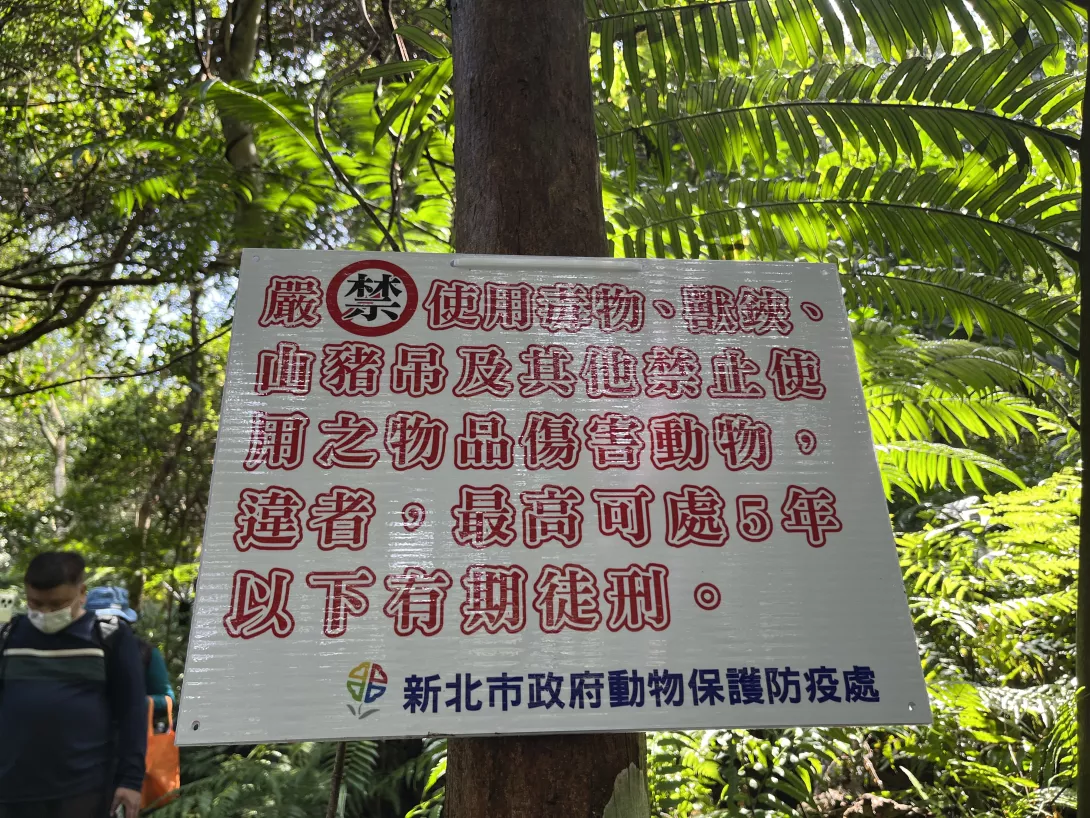 嚴禁使用毒物、獸鋏、
山豬吊及其他禁止使
用之物品傷害動物，
違者，最高可處5年
以下有期徒刑。
新北市政府動物保護防疫處